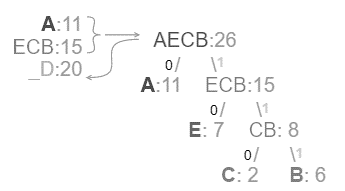 A:11
ECB:15
_D:20
AECB:26
0/ \1
A:11 ECB:15
0/ \1
E: 7 CB: 8
0/ \1
C: 2 B: 6